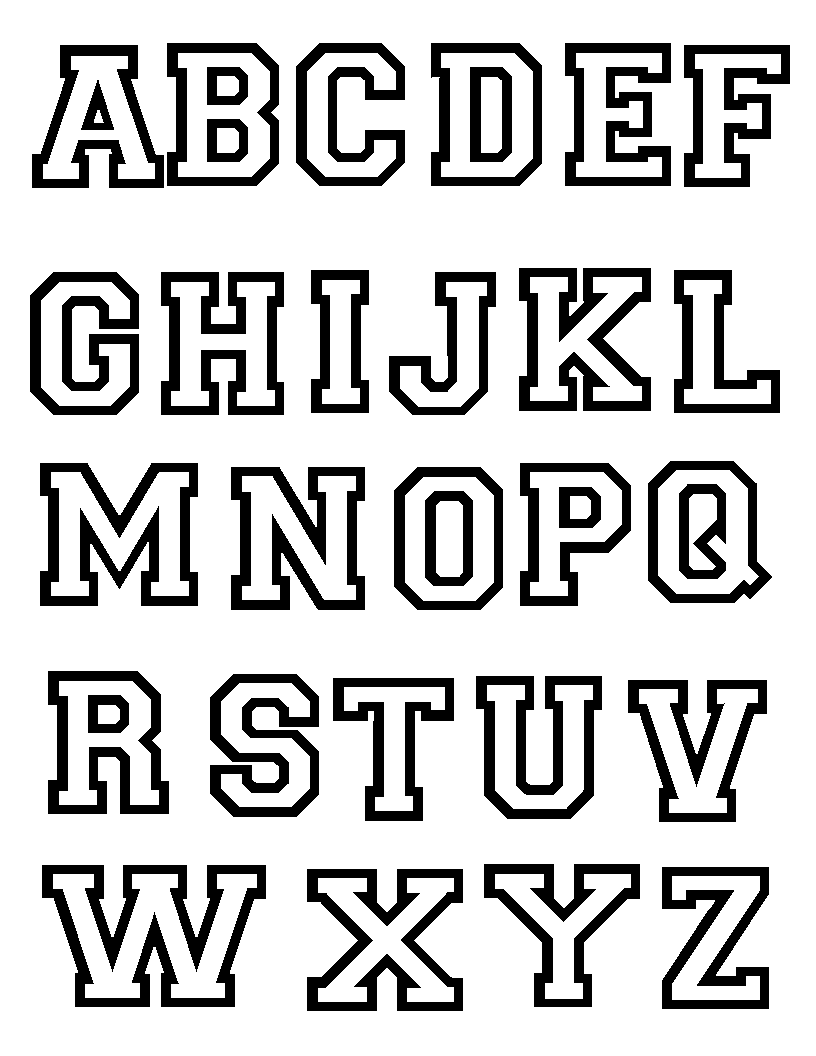 ABCDEF
GHIJKL
MNOPQ
RSTUV
WXYZ